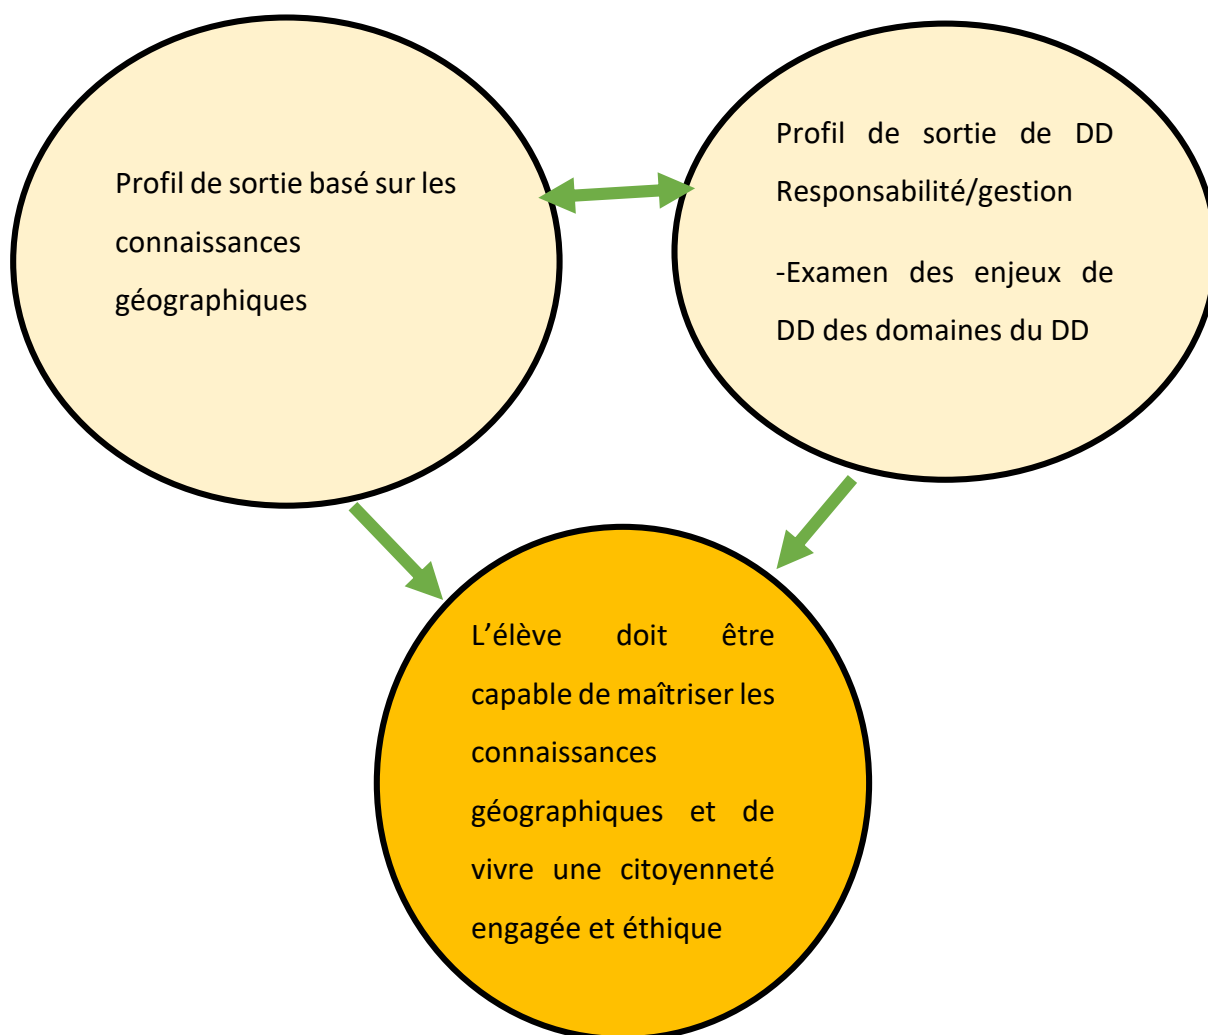 Profil de sortie basé sur les
connaissances
géographiques
Profil de sortie de DD
Responsabilité/gestion
-Examen des enjeux de
DD des domaines du DD
L’élève doit être
capable de maîtriser les
connaissances
géographiques et de
vivre une citoyenneté
engagée et éthique